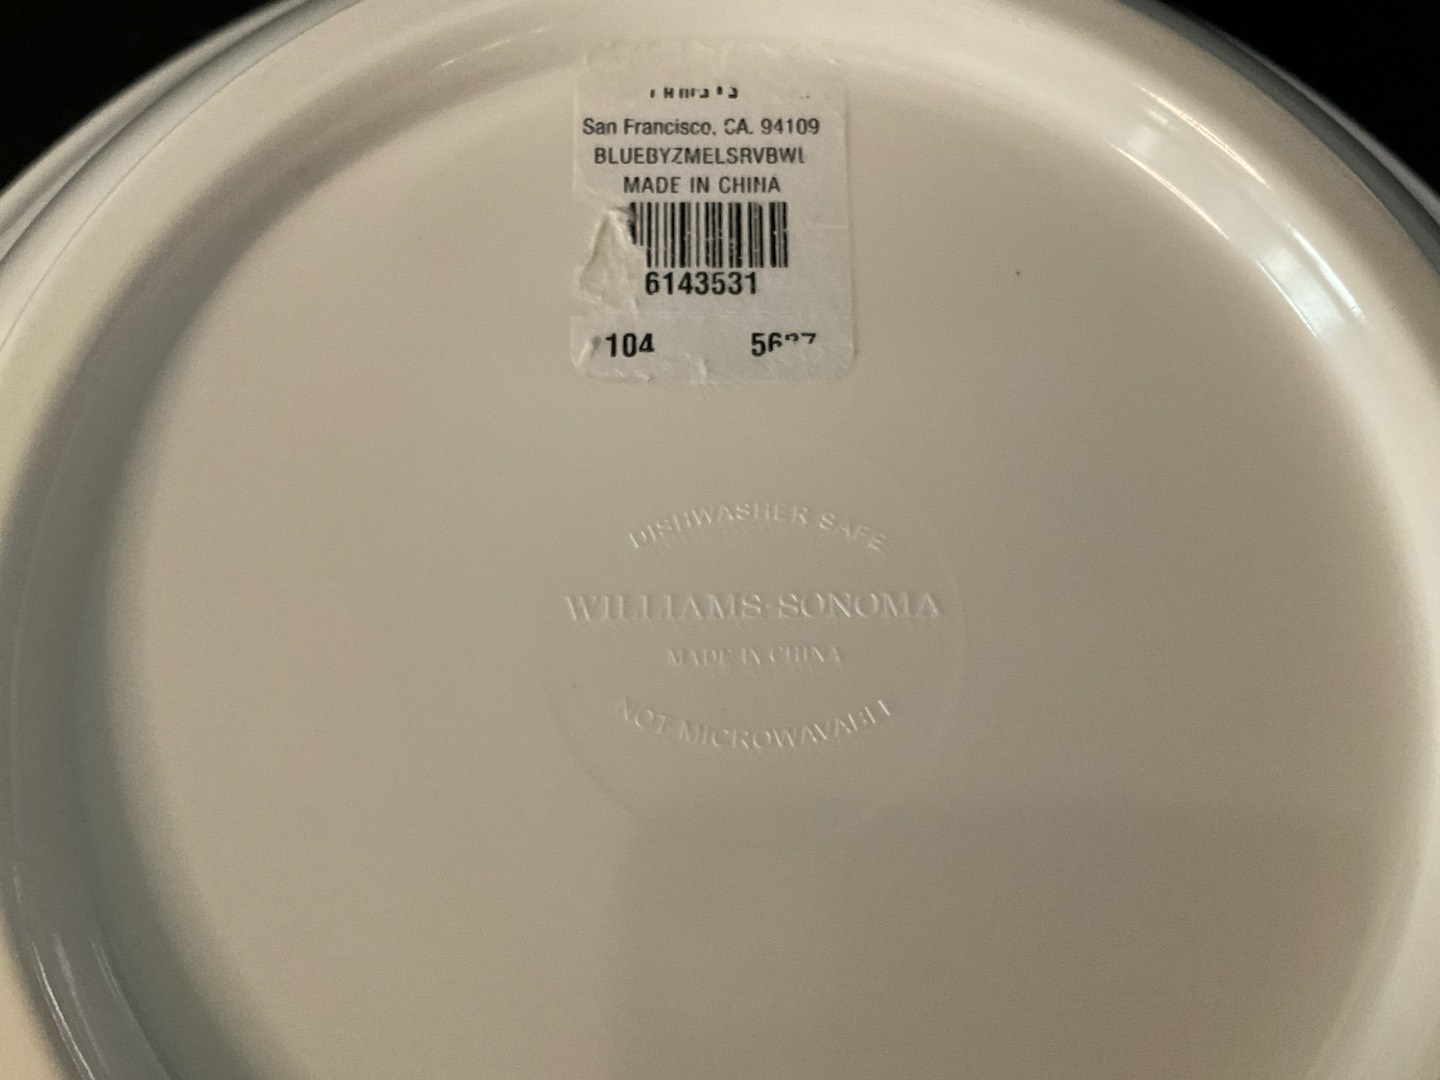 San Francisco, CA. 94109
BLUEBYZMELSRVBWL
MADE IN CHINA
6143531
104
DISHWASHER SAFE
WILLIAMS-SONOMA
MADE IN CHINA
NOT MICROWAVABLE